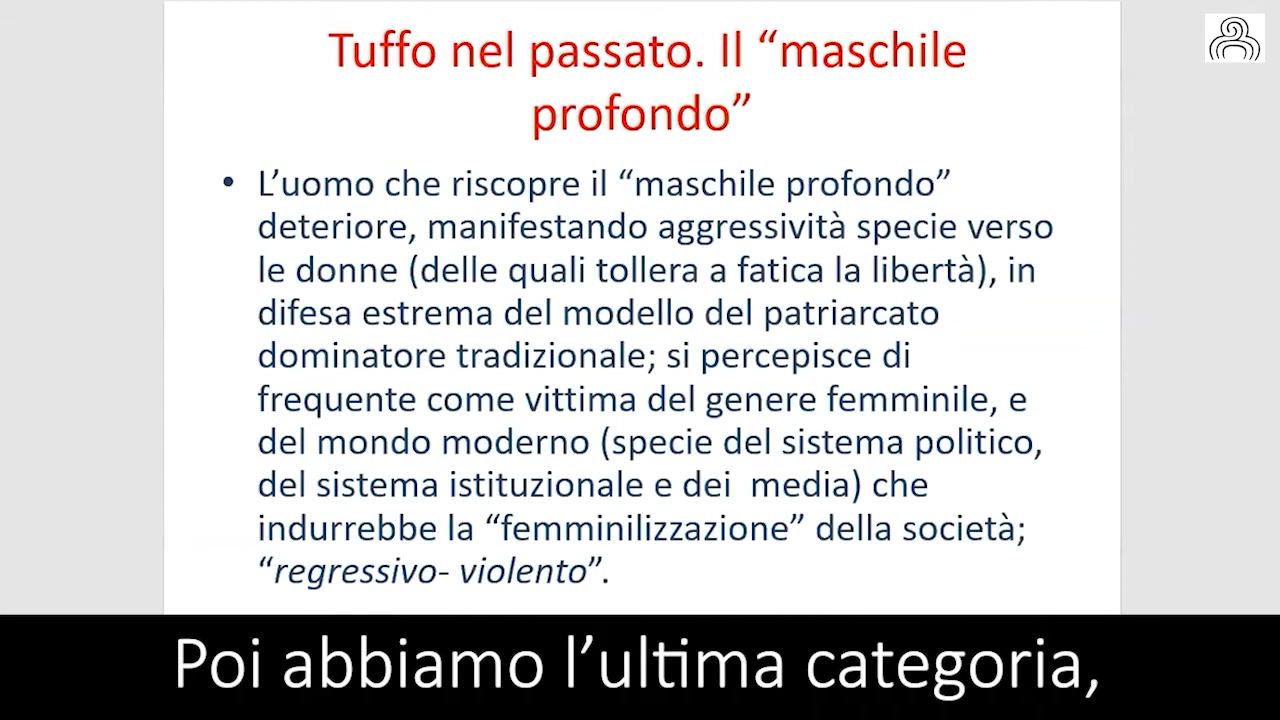 Tuffo nel passato. Il “maschile
profondo”
• L’uomo che riscopre il “maschile profondo”
deteriore, manifestando aggressività specie verso
le donne (delle quali tollera a fatica la libertà), in
difesa estrema del modello del patriarcato
dominatore tradizionale; si percepisce di
frequente come vittima del genere femminile, e
del mondo moderno (specie del sistema politico,
del sistema istituzionale e dei  media) che
indurrebbe la “femminilizzazione” della società;
“regressivo- violento”.
Poi abbiamo l’ultima categoria,